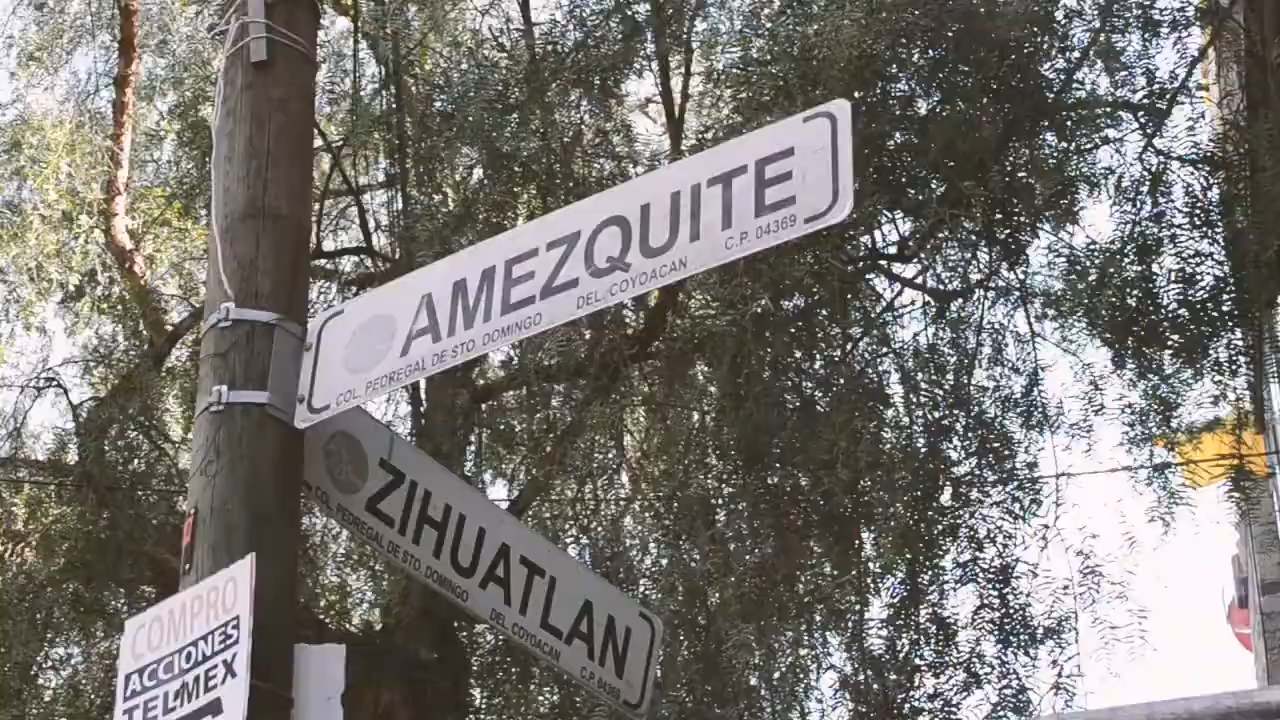 AMEZQUITE
COL. PEDREGAL DE STO. DOMINGO DEL. COYOACAN C.P. 04369
ZIHUATLAN
COL. PEDREGAL DE STO. DOMINGO DEL. COYOACAN C.P. 04369
COMPRO
ACCIONES
TELMEX